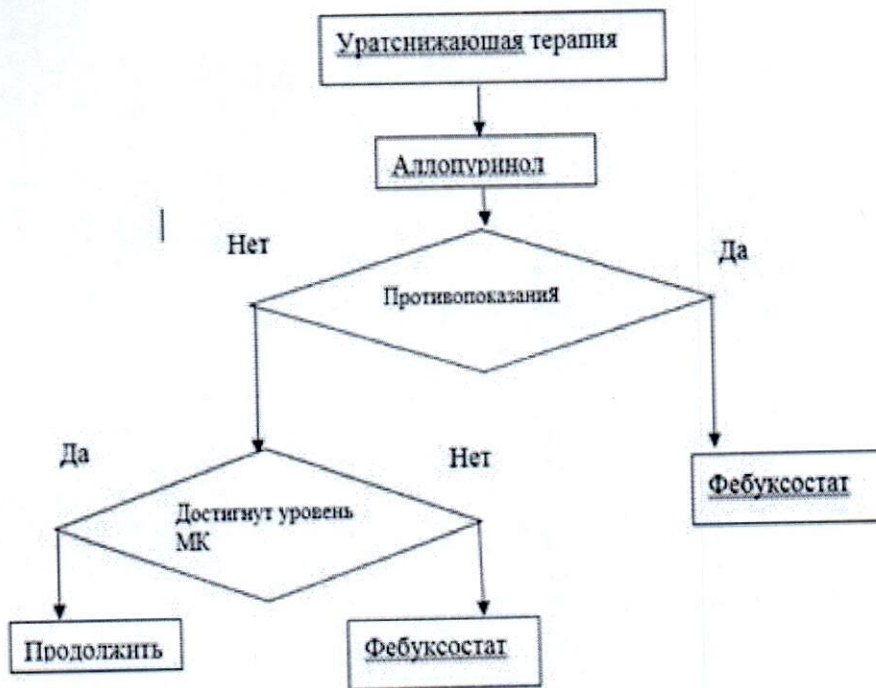 Уратснижающая терапия
Аллопуринол
Нет
Да
Противопоказания
Да
Нет
Фебуксостат
Достигнут уровень
МК
Продолжить
Фебуксостат